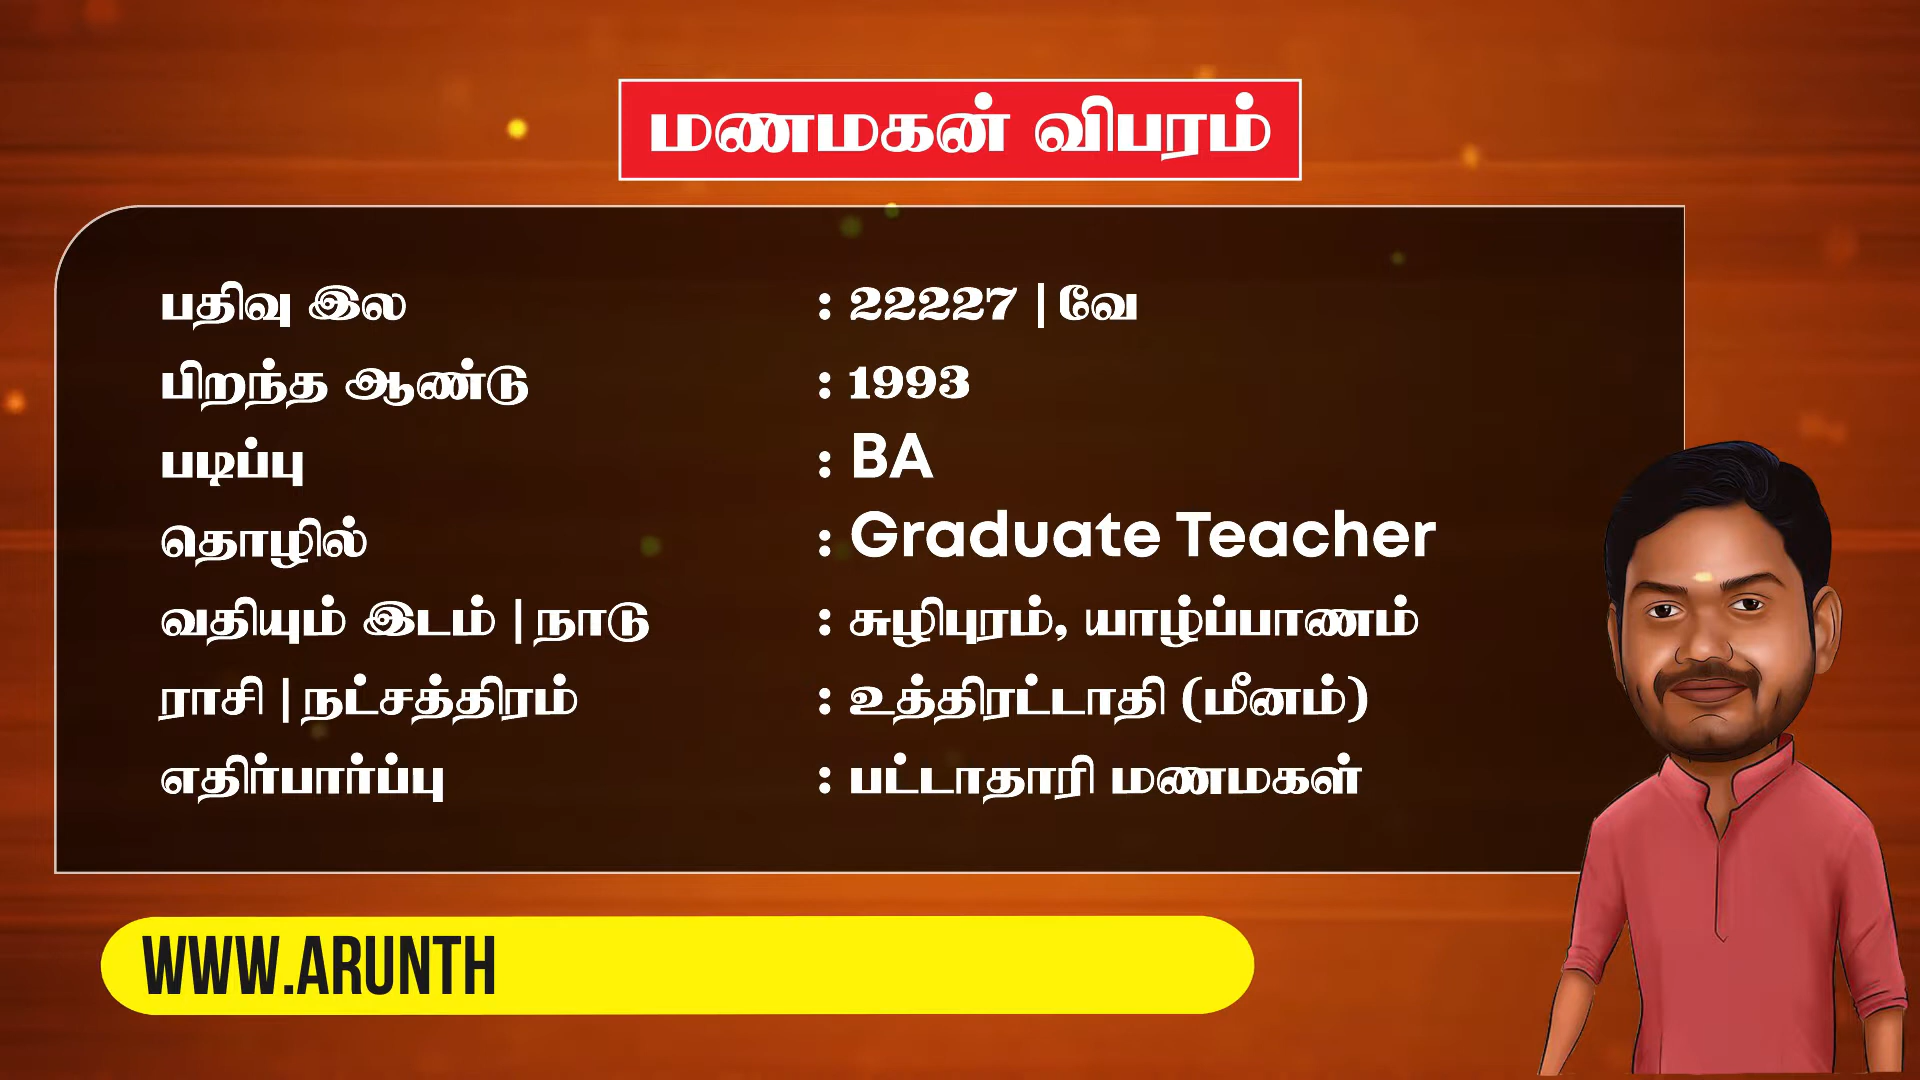 மணமகன் விபரம்
பதிவு இல : 22227 | வே
பிறந்த ஆண்டு : 1993
படிப்பு : BA
தொழில் : Graduate Teacher
வதியும் இடம் | நாடு : சுழிபுரம், யாழ்ப்பாணம்
ராசி | நட்சத்திரம் : உத்திரட்டாதி (மீனம்)
எதிர்பார்ப்பு : பட்டாதாரி மணமகள்
WWW.ARUNTH